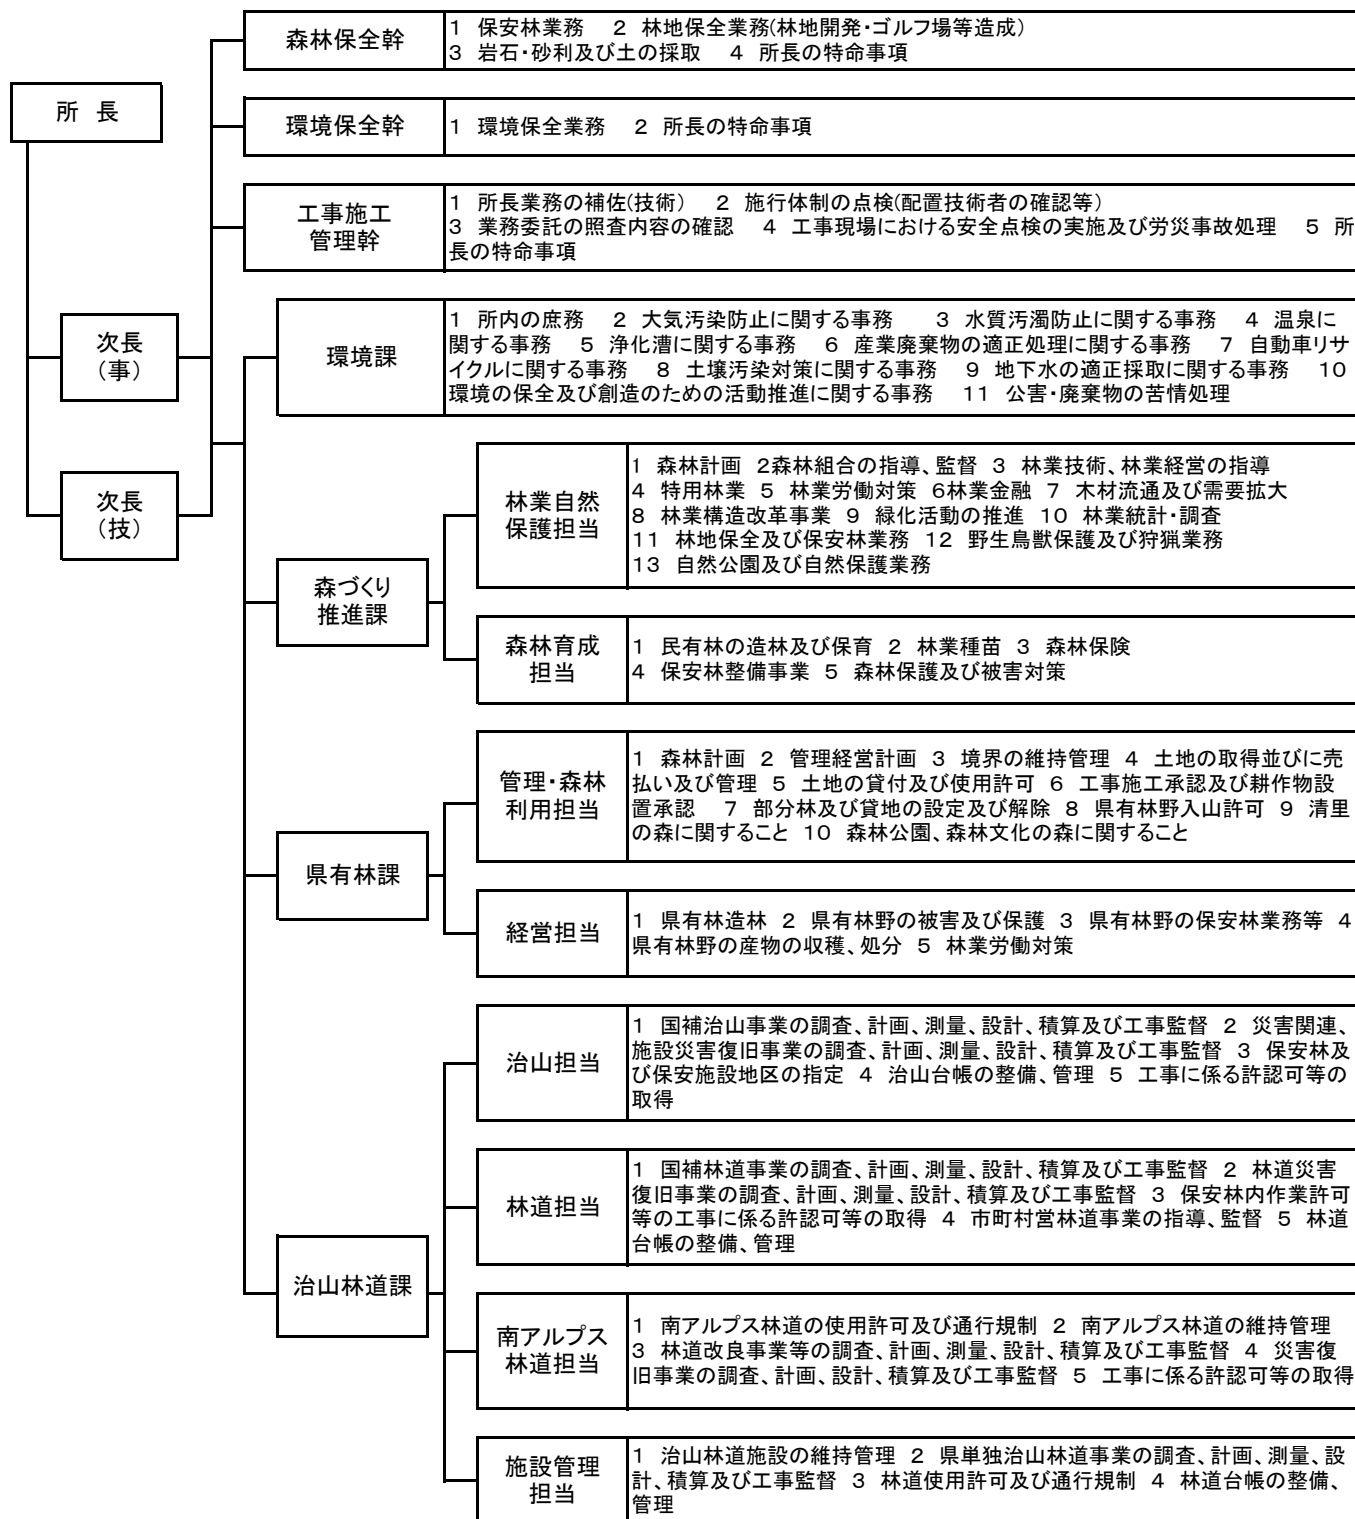 所 長
次長
(事)
次長
(技)
森林保全幹
1 保安林業務 2 林地保全業務(林地開発・ゴルフ場等造成)
3 岩石・砂利及び土の採取 4 所長の特命事項
環境保全幹
1 環境保全業務 2 所長の特命事項
工事施工
管理幹
1 所長業務の補佐(技術) 2 施行体制の点検(配置技術者の確認等)
3 業務委託の照査内容の確認 4 工事現場における安全点検の実施及び労災事故処理 5 所
長の特命事項
環境課
1 所内の庶務 2 大気汚染防止に関する事務 3 水質汚濁防止に関する事務 4 温泉に
関する事務 5 浄化漕に関する事務 6 産業廃棄物の適正処理に関する事務 7 自動車リサ
イクルに関する事務 8 土壌汚染対策に関する事務 9 地下水の適正採取に関する事務 10
環境の保全及び創造のための活動推進に関する事務 11 公害・廃棄物の苦情処理
森づくり
推進課
林業自然
保護担当
1 森林計画 2森林組合の指導、監督 3 林業技術、林業経営の指導
4 特用林業 5 林業労働対策 6林業金融 7 木材流通及び需要拡大
8 林業構造改革事業 9 緑化活動の推進 10 林業統計・調査
11 林地保全及び保安林業務 12 野生鳥獣保護及び狩猟業務
13 自然公園及び自然保護業務
森林育成
担当
1 民有林の造林及び保育 2 林業種苗 3 森林保険
4 保安林整備事業 5 森林保護及び被害対策
県有林課
管理・森林
利用担当
1 森林計画 2 管理経営計画 3 境界の維持管理 4 土地の取得並びに売
払い及び管理 5 土地の貸付及び使用許可 6 工事施工承認及び耕作物設
置承認 7 部分林及び貸地の設定及び解除 8 県有林野入山許可 9 清里
の森に関すること 10 森林公園、森林文化の森に関すること
経営担当
1 県有林造林 2 県有林野の被害及び保護 3 県有林野の保安林業務等 4
県有林野の産物の収穫、処分 5 林業労働対策
治山林道課
治山担当
1 国補治山事業の調査、計画、測量、設計、積算及び工事監督 2 災害関連、
施設災害復旧事業の調査、計画、測量、設計、積算及び工事監督 3 保安林及
び保安施設地区の指定 4 治山台帳の整備、管理 5 工事に係る許認可等の
取得
林道担当
1 国補林道事業の調査、計画、測量、設計、積算及び工事監督 2 林道災害
復旧事業の調査、計画、測量、設計、積算及び工事監督 3 保安林内作業許可
等の工事に係る許認可等の取得 4 市町村営林道事業の指導、監督 5 林道
台帳の整備、管理
南アルプス
林道担当
1 南アルプス林道の使用許可及び通行規制 2 南アルプス林道の維持管理
3 林道改良事業等の調査、計画、測量、設計、積算及び工事監督 4 災害復
旧事業の調査、計画、設計、積算及び工事監督 5 工事に係る許認可等の取得
施設管理
担当
1 治山林道施設の維持管理 2 県単独治山林道事業の調査、計画、測量、設
計、積算及び工事監督 3 林道使用許可及び通行規制 4 林道台帳の整備、
管理